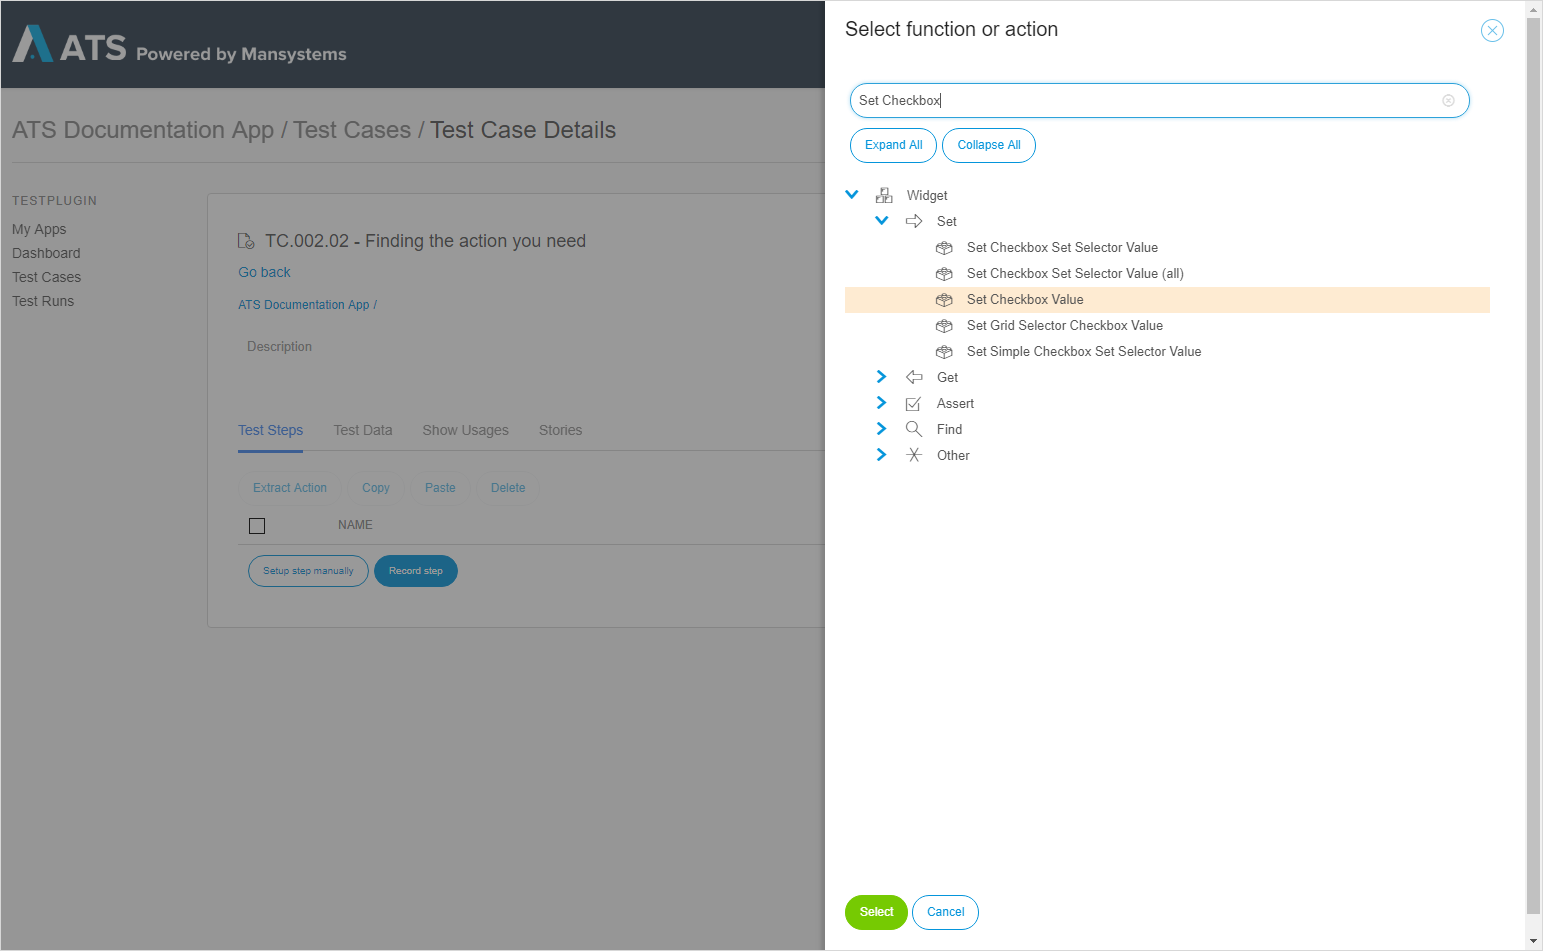 ATS Powered by Mansystems
ATS Documentation App / Test Cases / Test Case Details
TESTPLUGIN
My Apps
Dashboard
Test Cases
Test Runs
TC.002.02 - Finding the action you need
Go back
ATS Documentation App /
Description
Test Steps Test Data Show Usages Stories
Extract Action Copy Paste Delete
NAME
Setup step manually Record step
Select function or action
Set Checkbox
Expand All Collapse All
Widget
Set
Set Checkbox Set Selector Value
Set Checkbox Set Selector Value (all)
Set Checkbox Value
Set Grid Selector Checkbox Value
Set Simple Checkbox Set Selector Value
Get
Assert
Find
Other
Select Cancel